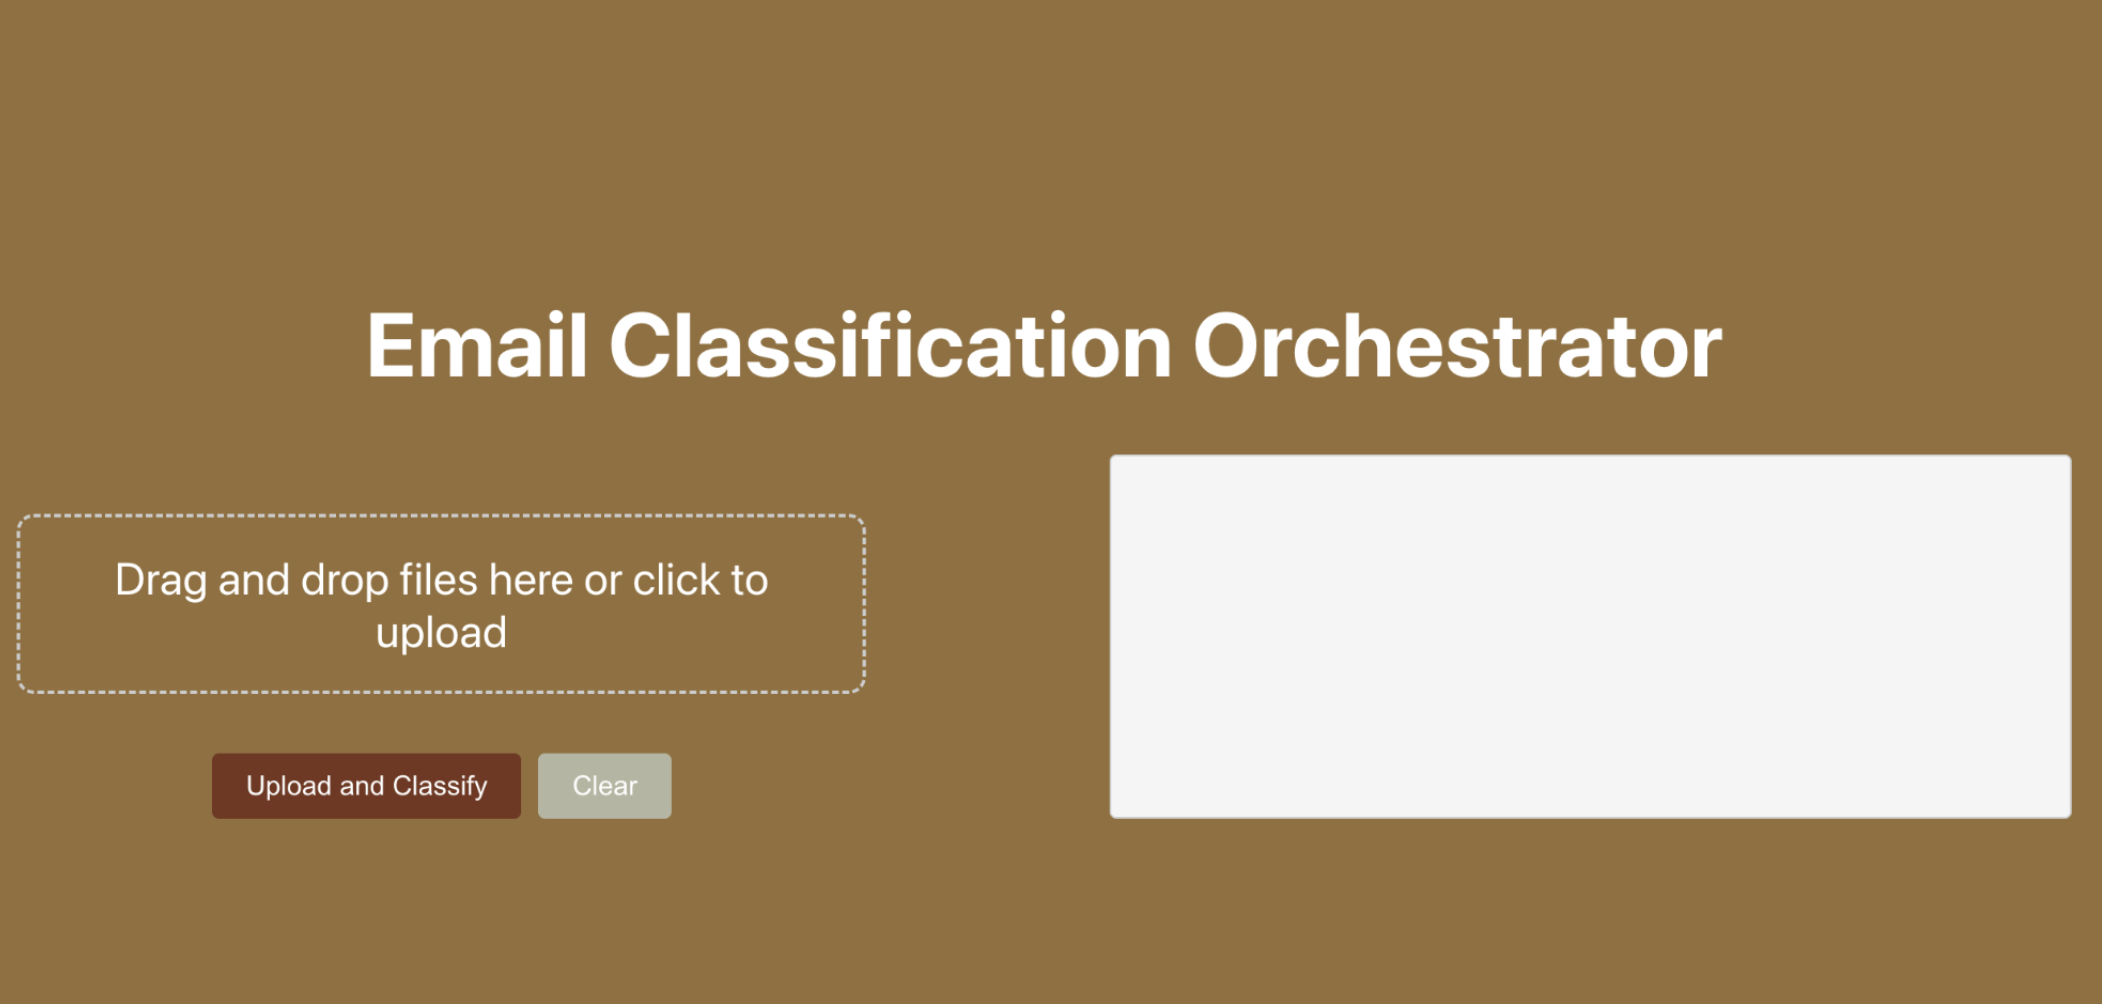 Email Classification Orchestrator
Drag and drop files here or click to
upload
Upload and Classify
Clear